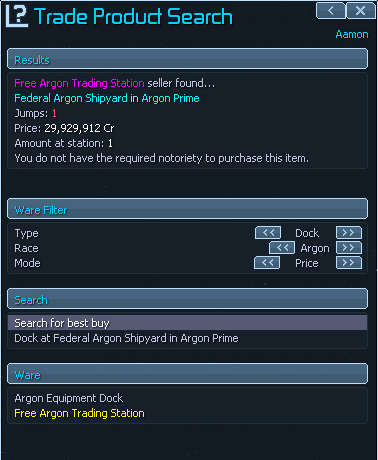 Trade Product Search
Aamon
Results
Free Argon Trading Station seller found...
Federal Argon Shipyard in Argon Prime
Jumps: 1
Price: 29,929,912 Cr
Amount at station: 1
You do not have the required notoriety to purchase this item.
Ware Filter
Type << Dock >>
Race << Argon >>
Mode << Price >>
Search
Search for best buy
Dock at Federal Argon Shipyard in Argon Prime
Ware
Argon Equipment Dock
Free Argon Trading Station